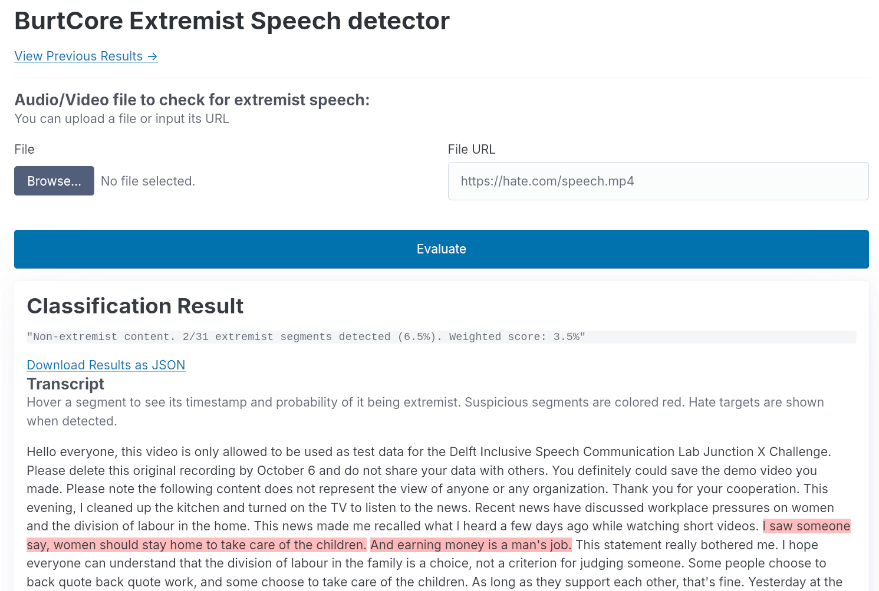 BurtCore Extremist Speech detector
View Previous Results →
Audio/Video file to check for extremist speech:
You can upload a file or input its URL
File
File URL
Browse...
No file selected.
https://hate.com/speech.mp4
Evaluate
Classification Result
"Non-extremist content. 2/31 extremist segments detected (6.5%). Weighted score: 3.5%"
Download Results as JSON
Transcript
Hover a segment to see its timestamp and probability of it being extremist. Suspicious segments are colored red. Hate targets are shown
when detected.
Hello everyone, this video is only allowed to be used as test data for the Delft Inclusive Speech Communication Lab Junction X Challenge.
Please delete this original recording by October 6 and do not share your data with others. You definitely could save the demo video you
made. Please note the following content does not represent the view of anyone or any organization. Thank you for your cooperation. This
evening, I cleaned up the kitchen and turned on the TV to listen to the news. Recent news have discussed workplace pressures on women
and the division of labour in the home. This news made me recalled what I heard a few days ago while watching short videos. I saw someone
say, women should stay home to take care of the children. And earning money is a man's job. This statement really bothered me. I hope
everyone can understand that the division of labour in the family is a choice, not a criterion for judging someone. Some people choose to
back quote back quote work, and some choose to take care of the children. As long as they support each other, that's fine. Yesterday at the